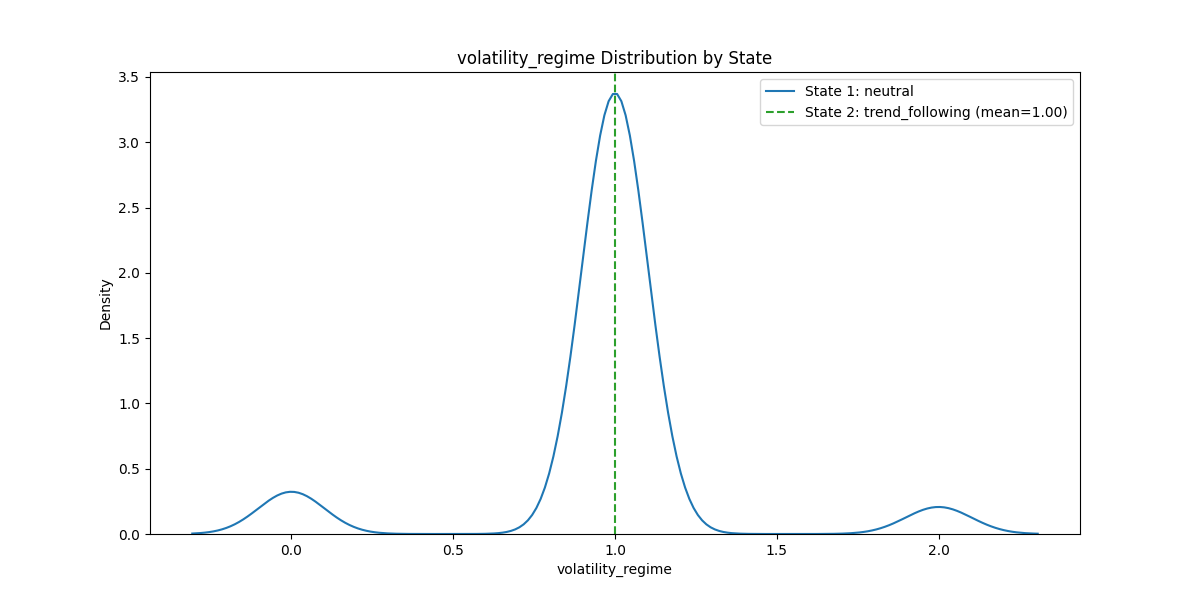 volatility_regime Distribution by State
State 1: neutral
State 2: trend_following (mean=1.00)
Density
3.5
3.0
2.5
2.0
1.5
1.0
0.5
0.0
0.0 0.5 1.0 1.5 2.0
volatility_regime